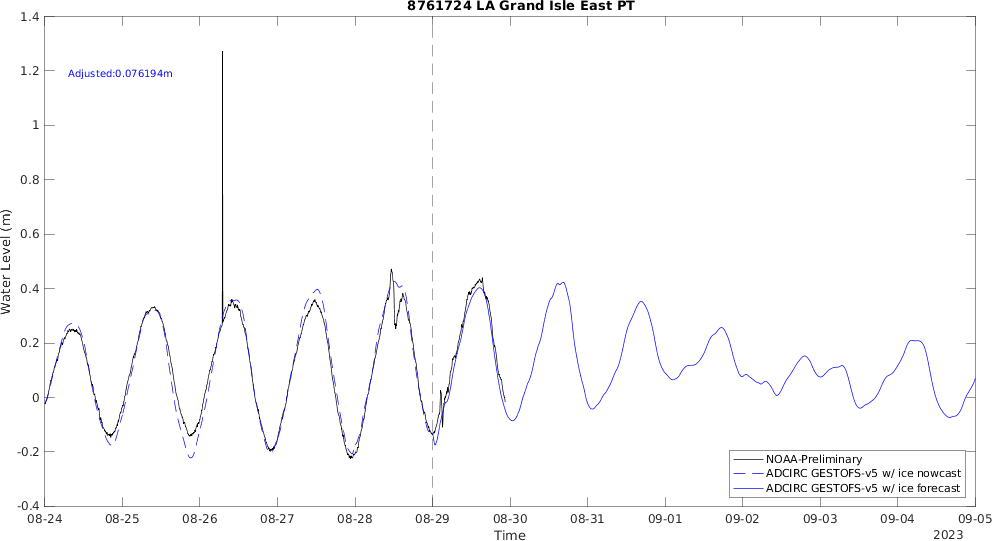 8761724 LA Grand Isle East PT
1.4
1.2
1
0.8
0.6
0.4
0.2
0
-0.2
-0.4
Water Level (m)
Adjusted:0.076194m
NOAA-Preliminary
ADCIRC GESTOFS-v5 w/ ice nowcast
ADCIRC GESTOFS-v5 w/ ice forecast
08-24 08-25 08-26 08-27 08-28 08-29 08-30 08-31 09-01 09-02 09-03 09-04 09-05
Time
2023